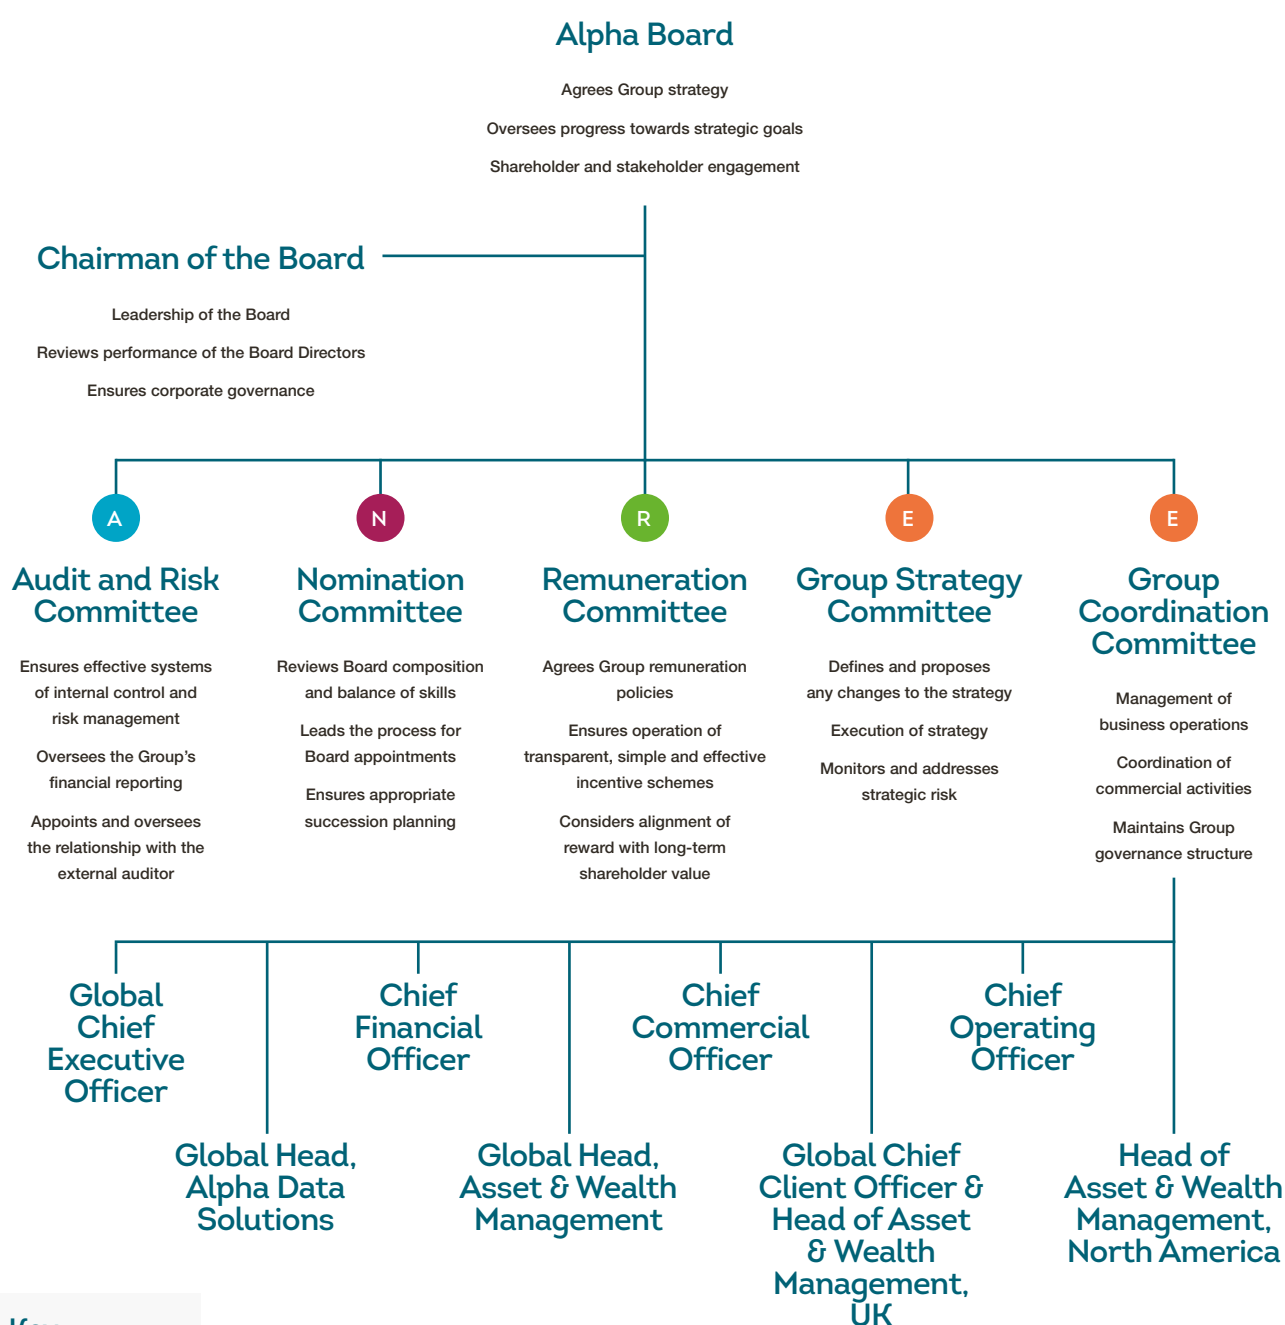 Alpha Board
Agrees Group strategy
Oversees progress towards strategic goals
Shareholder and stakeholder engagement
Chairman of the Board
Leadership of the Board
Reviews performance of the Board Directors
Ensures corporate governance
A
Audit and Risk
Committee
Ensures effective systems
of internal control and
risk management
Oversees the Group’s
financial reporting
Appoints and oversees
the relationship with the
external auditor
N
Nomination
Committee
Reviews Board composition
and balance of skills
Leads the process for
Board appointments
Ensures appropriate
succession planning
R
Remuneration
Committee
Agrees Group remuneration
policies
Ensures operation of
transparent, simple and effective
incentive schemes
Considers alignment of
reward with long-term
shareholder value
E
Group Strategy
Committee
Defines and proposes
any changes to the strategy
Execution of strategy
Monitors and addresses
strategic risk
E
Group
Coordination
Committee
Management of
business operations
Coordination of
commercial activities
Maintains Group
governance structure
Global
Chief
Executive
Officer
Chief
Financial
Officer
Chief
Commercial
Officer
Chief
Operating
Officer
Global Head,
Alpha Data
Solutions
Global Head,
Asset & Wealth
Management
Global Chief
Client Officer &
Head of Asset
& Wealth
Management,
UK
Head of
Asset & Wealth
Management,
North America